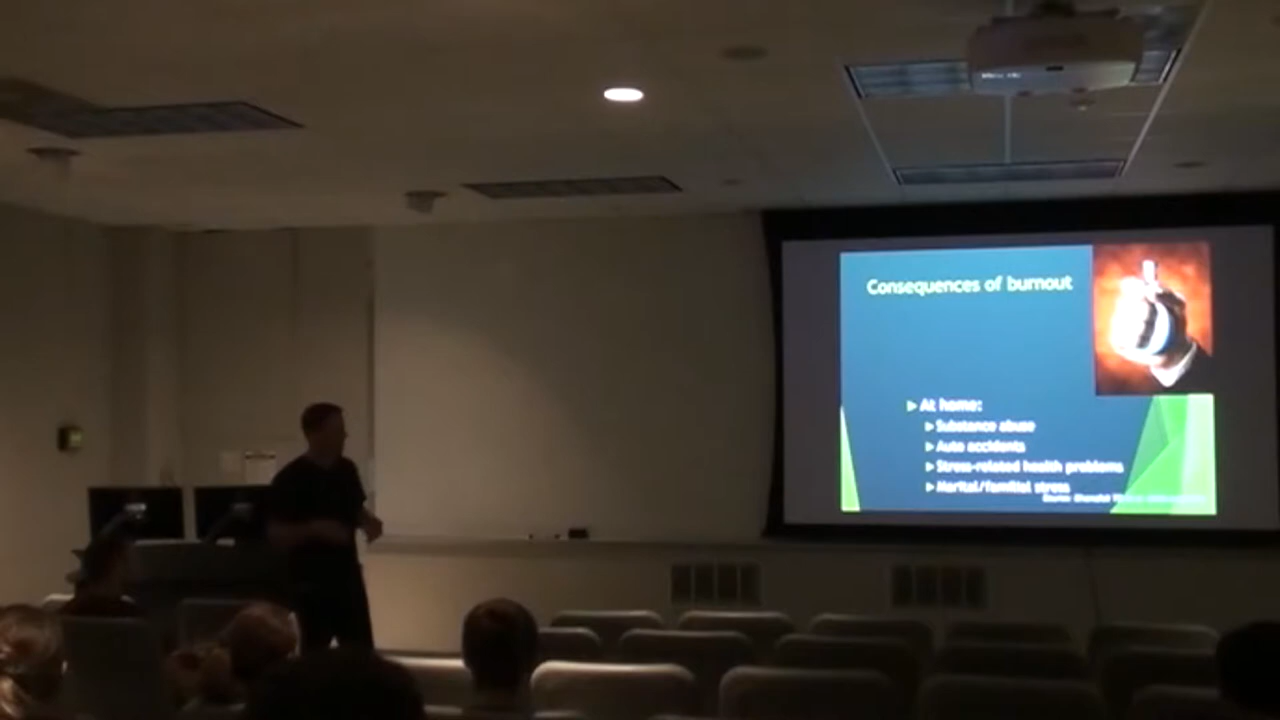 Consequences of burnout
At home:
Substance abuse
Auto accidents
Stress-related health problems
Marital/familial stress